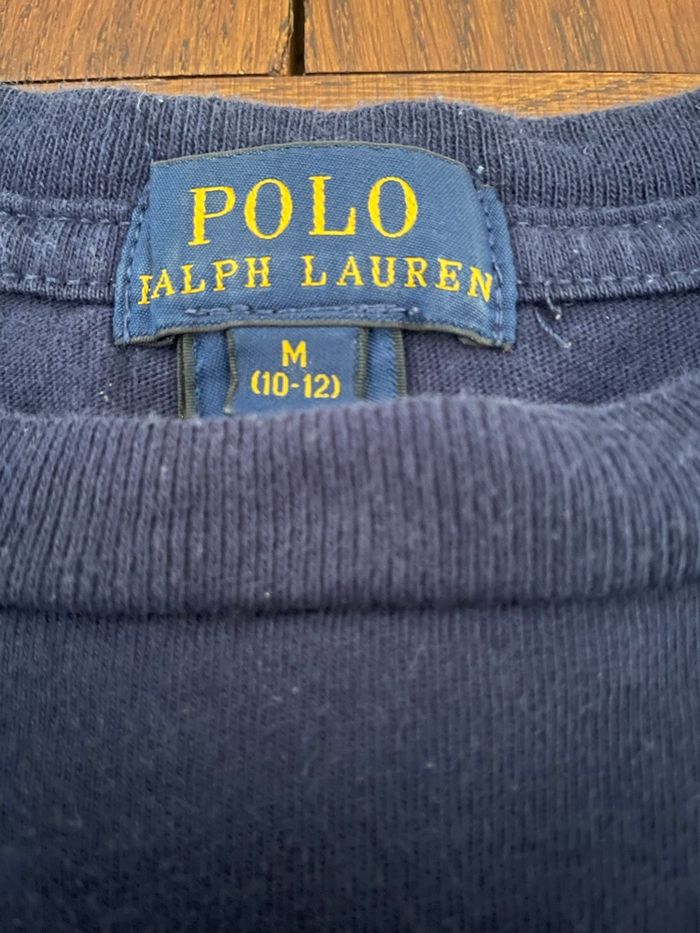 POLO
RALPH LAUREN
M
(10-12)